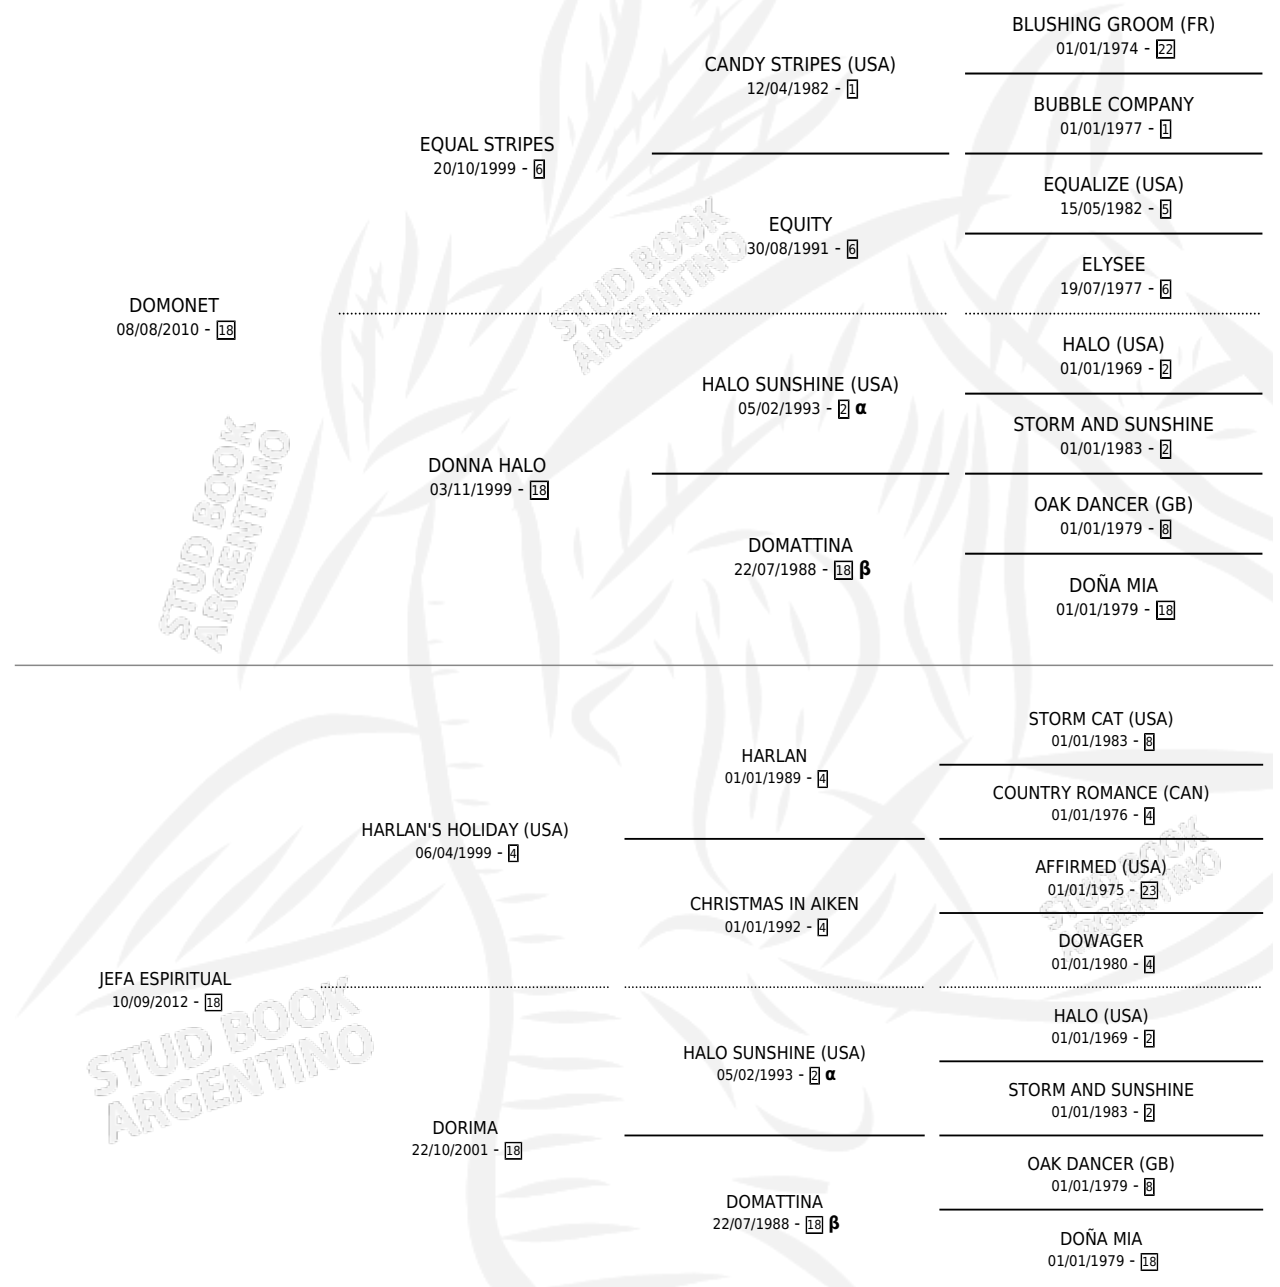 BLUSHING GROOM (FR)
01/01/1974 - 22
CANDY STRIPES (USA)
12/04/1982 - 1
BUBBLE COMPANY
01/01/1977 - 1
EQUAL STRIPES
20/10/1999 - 6
EQUALIZE (USA)
15/05/1982 - 5
EQUITY
30/08/1991 - 6
ELYSEE
19/07/1977 - 6
DOMONET
08/08/2010 - 18
HALO (USA)
01/01/1969 - 2
HALO SUNSHINE (USA)
05/02/1993 - 2 α
STORM AND SUNSHINE
01/01/1983 - 2
DONNA HALO
03/11/1999 - 18
OAK DANCER (GB)
01/01/1979 - 8
DOMATTINA
22/07/1988 - 18 β
DOÑA MIA
01/01/1979 - 18
STUD BOOK
ARGENTINO
STUD BOOK
ARGENTINO
STORM CAT (USA)
01/01/1983 - 8
HARLAN
01/01/1989 - 4
COUNTRY ROMANCE (CAN)
01/01/1976 - 4
HARLAN'S HOLIDAY (USA)
06/04/1999 - 4
AFFIRMED (USA)
01/01/1975 - 23
CHRISTMAS IN AIKEN
01/01/1992 - 4
DOWAGER
01/01/1980 - 4
JEFA ESPIRITUAL
10/09/2012 - 18
HALO (USA)
01/01/1969 - 2
HALO SUNSHINE (USA)
05/02/1993 - 2 α
STORM AND SUNSHINE
01/01/1983 - 2
DORIMA
22/10/2001 - 18
OAK DANCER (GB)
01/01/1979 - 8
DOMATTINA
22/07/1988 - 18 β
DOÑA MIA
01/01/1979 - 18
STUD BOOK
ARGENTINO
STUD BOOK
ARGENTINO